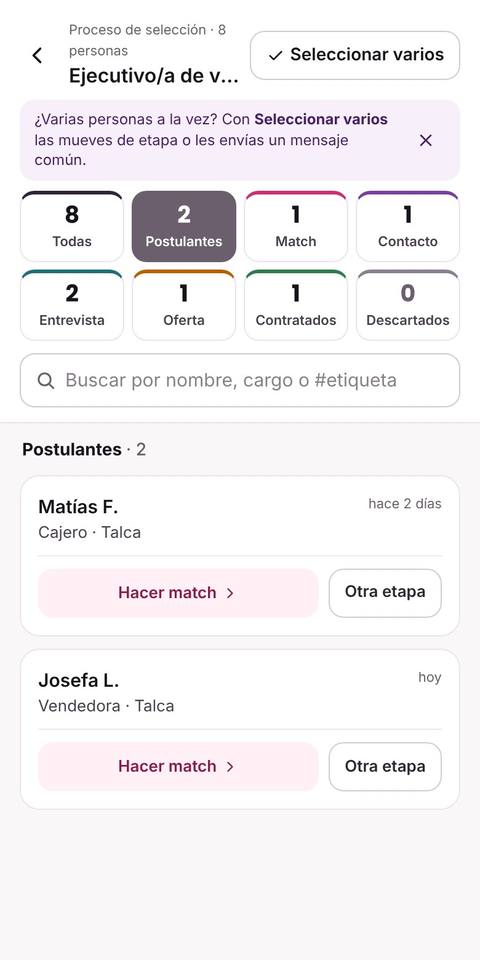 Proceso de selección · 8
personas
Ejecutivo/a de v...
Seleccionar varios
¿Varias personas a la vez? Con Seleccionar varios
las mueves de etapa o les envías un mensaje
común.
8
Todas
2
Postulantes
1
Match
1
Contacto
2
Entrevista
1
Oferta
1
Contratados
0
Descartados
Buscar por nombre, cargo o #etiqueta
Postulantes · 2
Matías F.
hace 2 días
Cajero · Talca
Hacer match
Otra etapa
Josefa L.
hoy
Vendedora · Talca
Hacer match
Otra etapa